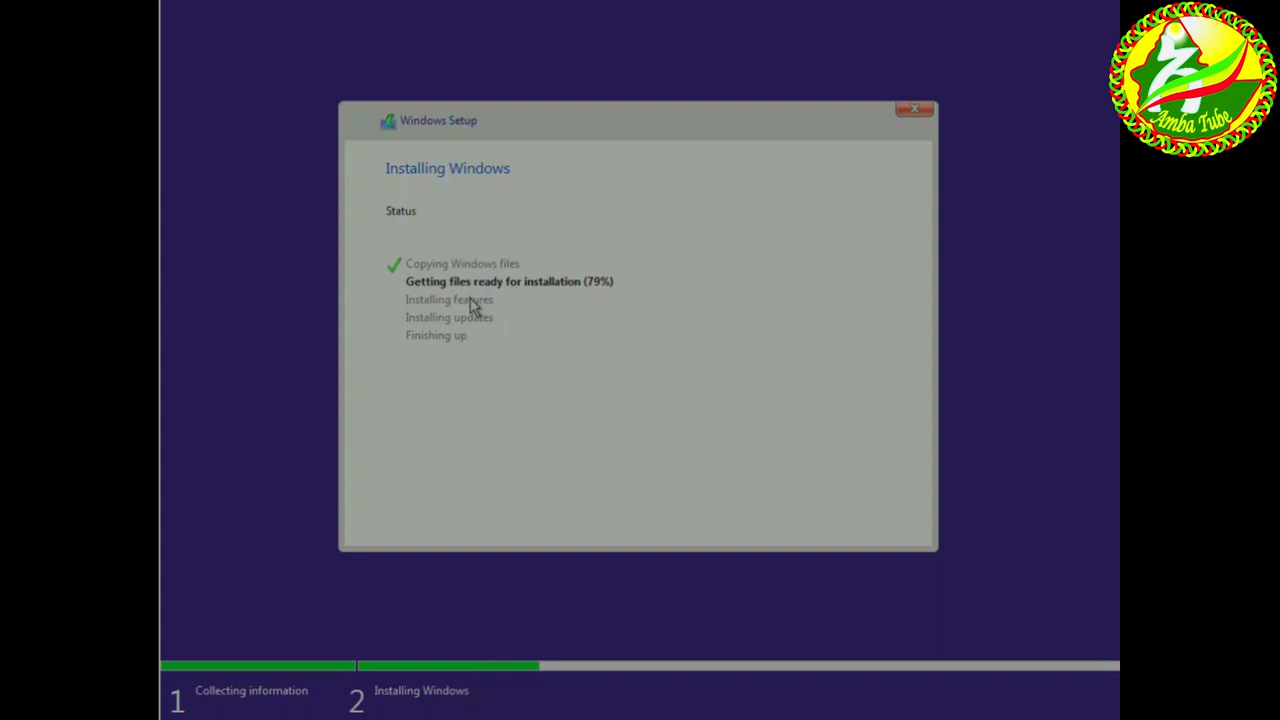 Windows Setup
Installing Windows
Status
Copying Windows files
Getting files ready for installation (79%)
Installing features
Installing updates
Finishing up
1 Collecting information
2 Installing Windows
Amba Tube